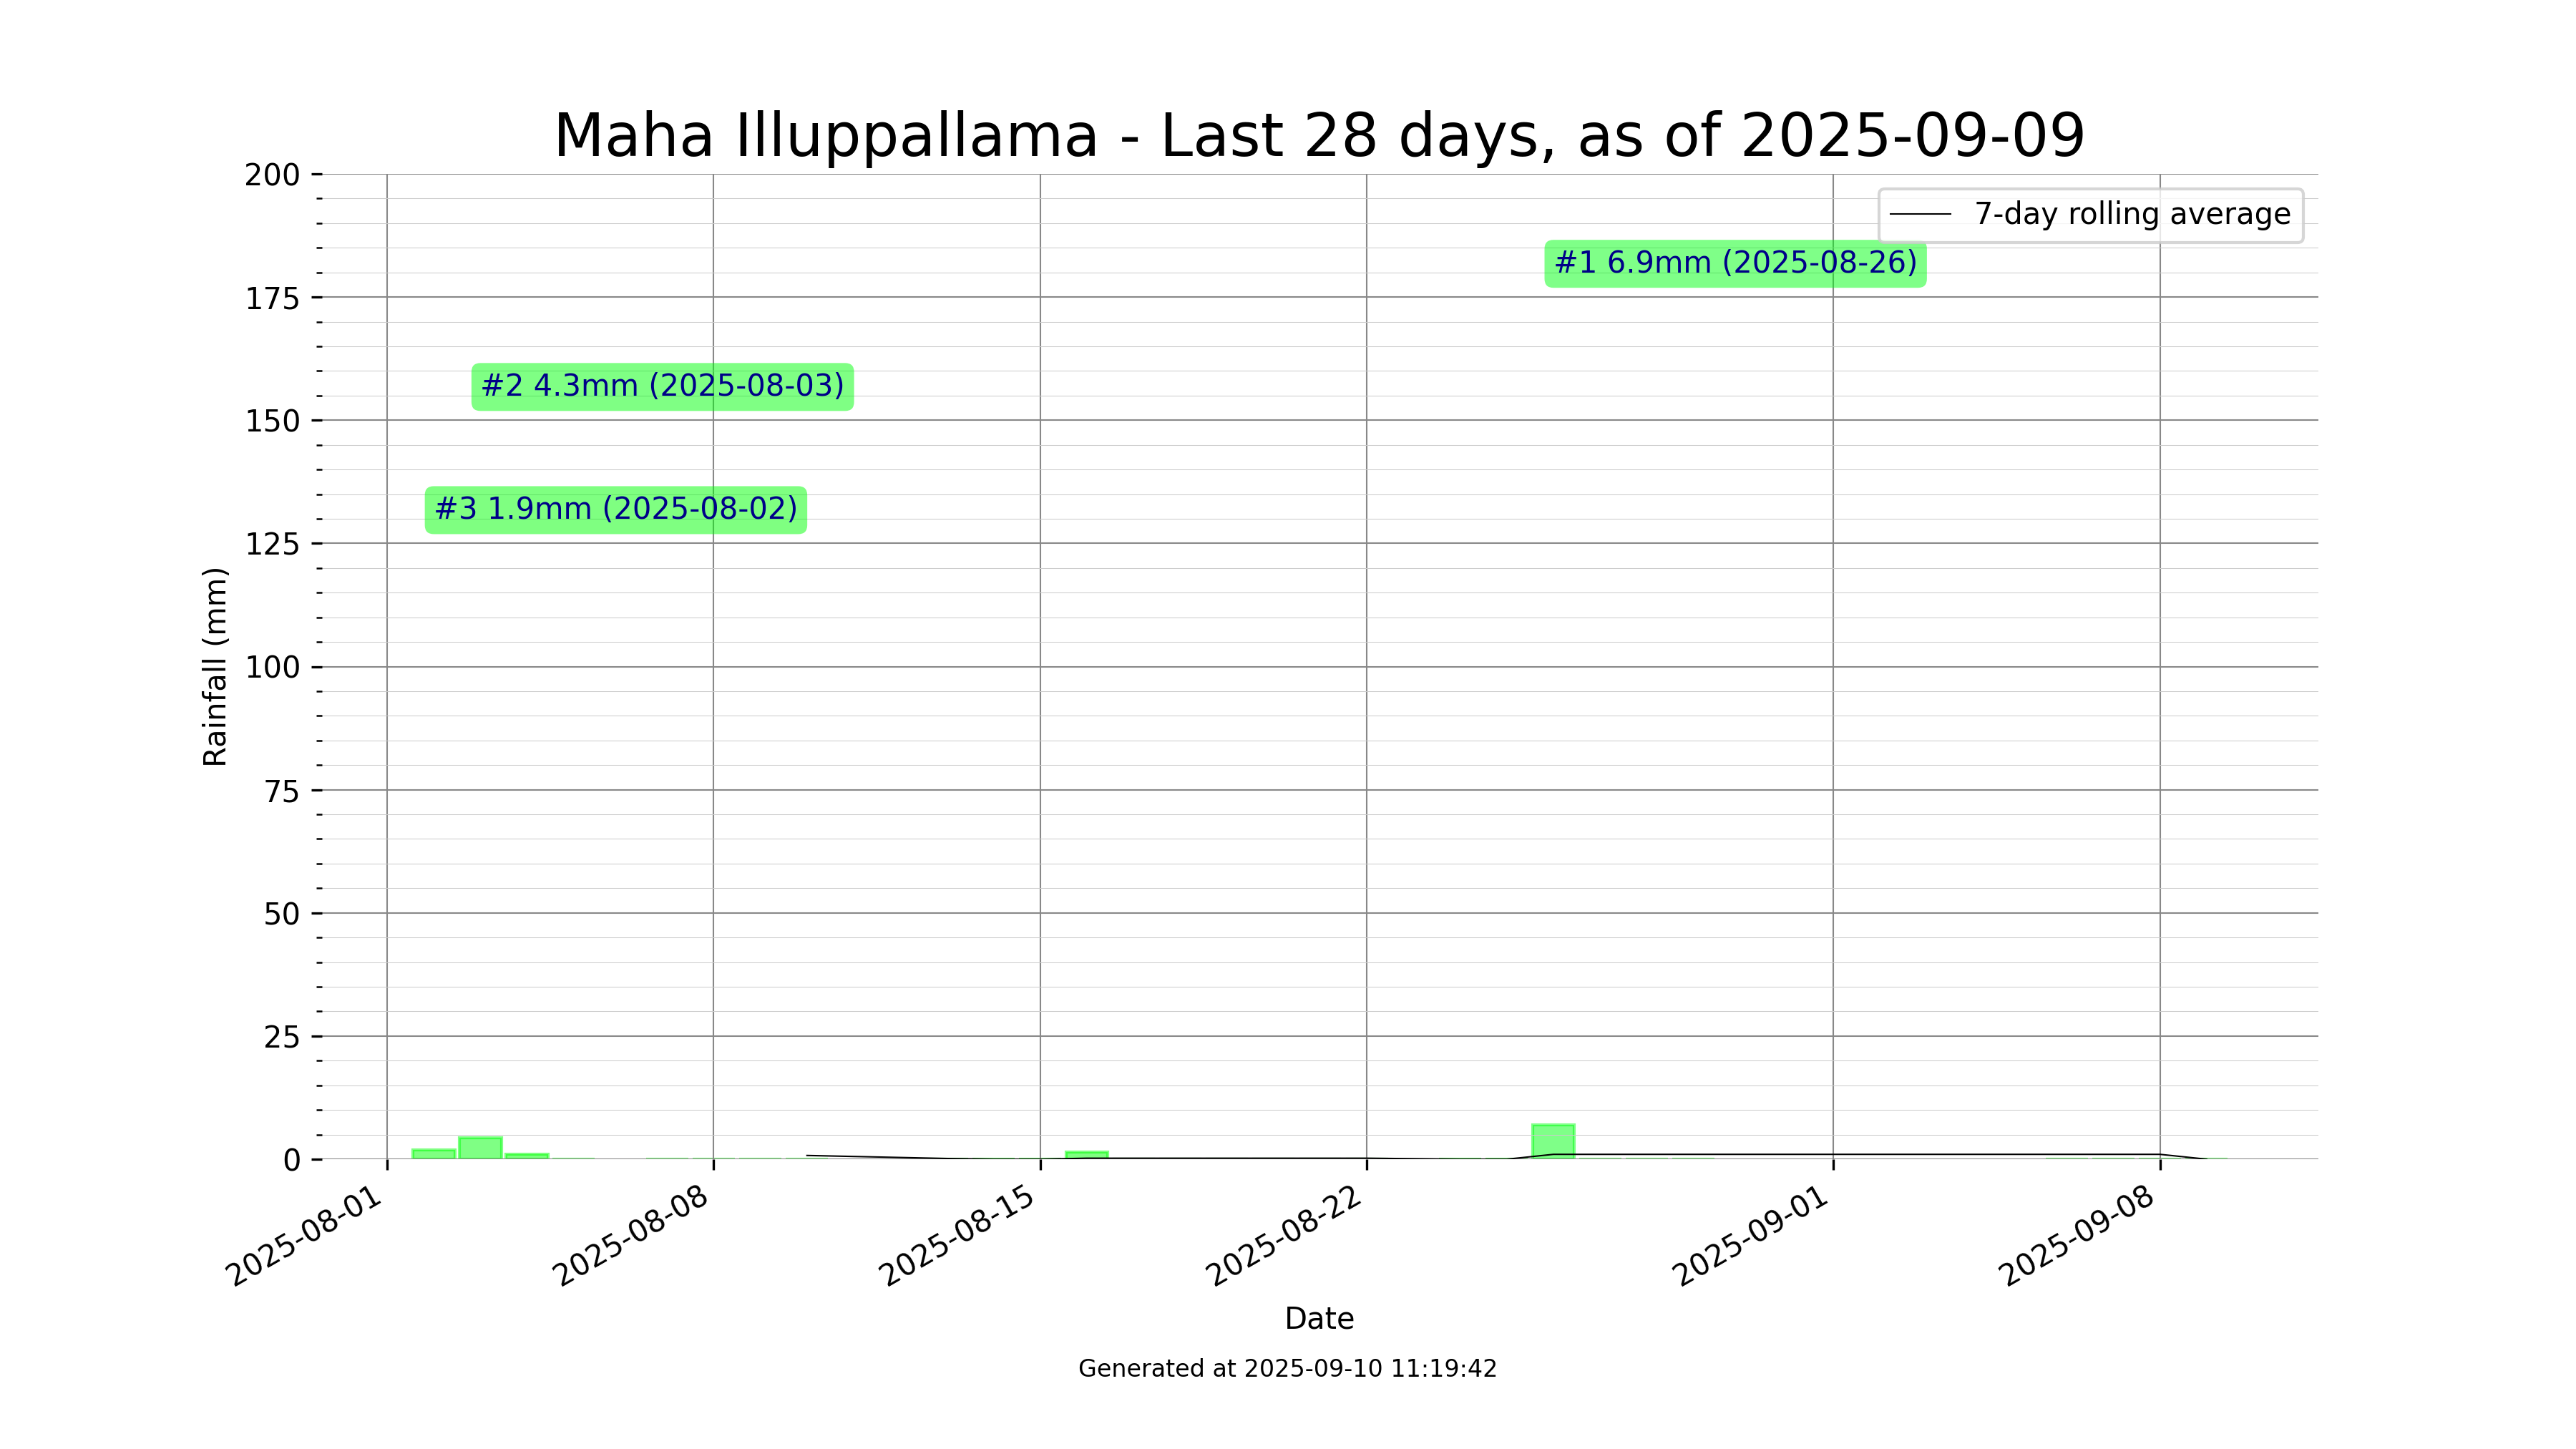 Maha Illuppallama - Last 28 days, as of 2025-09-09
7-day rolling average
#1 6.9mm (2025-08-26)
#2 4.3mm (2025-08-03)
#3 1.9mm (2025-08-02)
Rainfall (mm)
200
175
150
125
100
75
50
25
0
2025-08-01
2025-08-08
2025-08-15
2025-08-22
2025-09-01
2025-09-08
Date
Generated at 2025-09-10 11:19:42